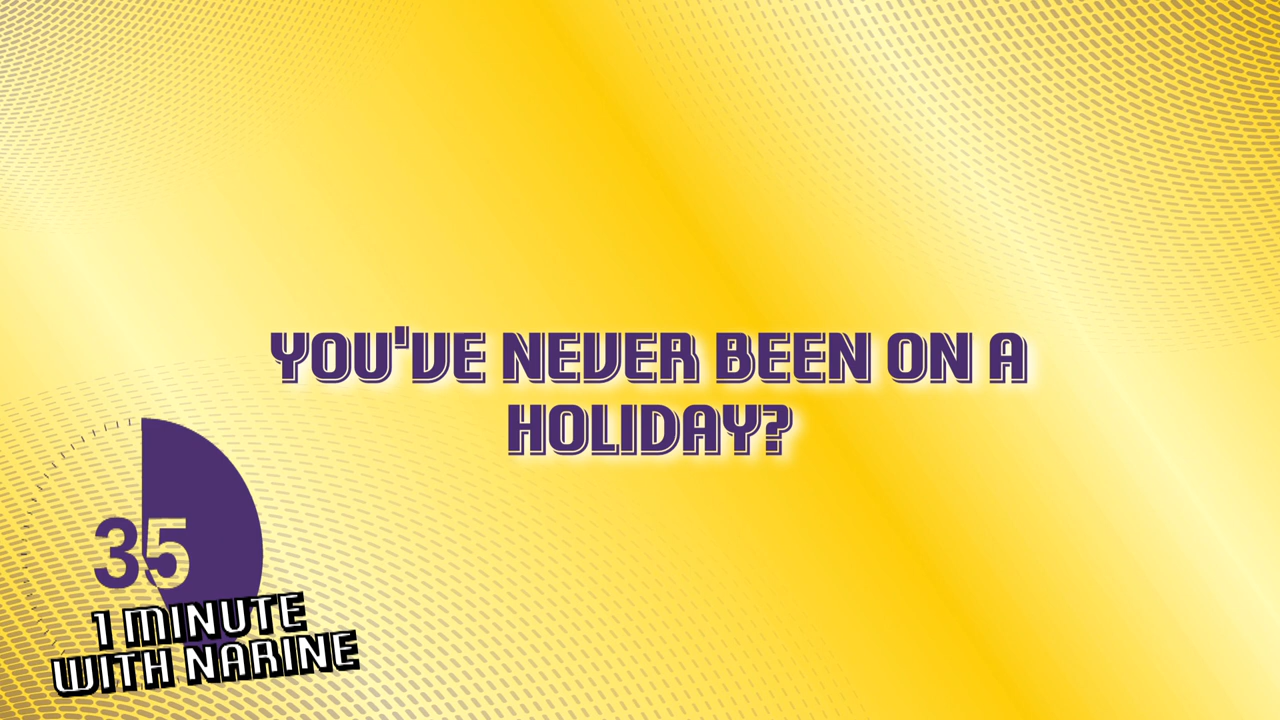 YOU'VE NEVER BEEN ON A
HOLIDAY?
35
1 MINUTE
WITH NARINE